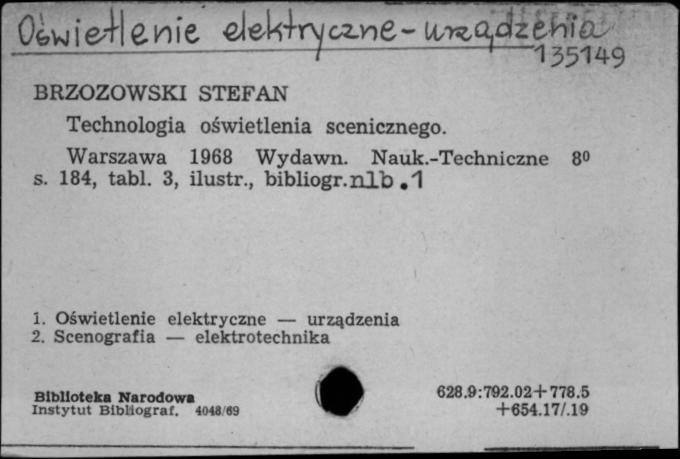 Oświetlenie elektryczne - urządzenia
135149
BRZOZOWSKI STEFAN
Technologia oświetlenia scenicznego.
Warszawa 1968 Wydawn. Nauk.-Techniczne 8⁰
s. 184, tabl. 3, ilustr., bibliogr.nlb.1
1. Oświetlenie elektryczne — urządzenia
2. Scenografia — elektrotechnika
Biblioteka Narodowa
Instytut Bibliograf. 4048/69
628.9:792.02+778.5
+654.17/.19